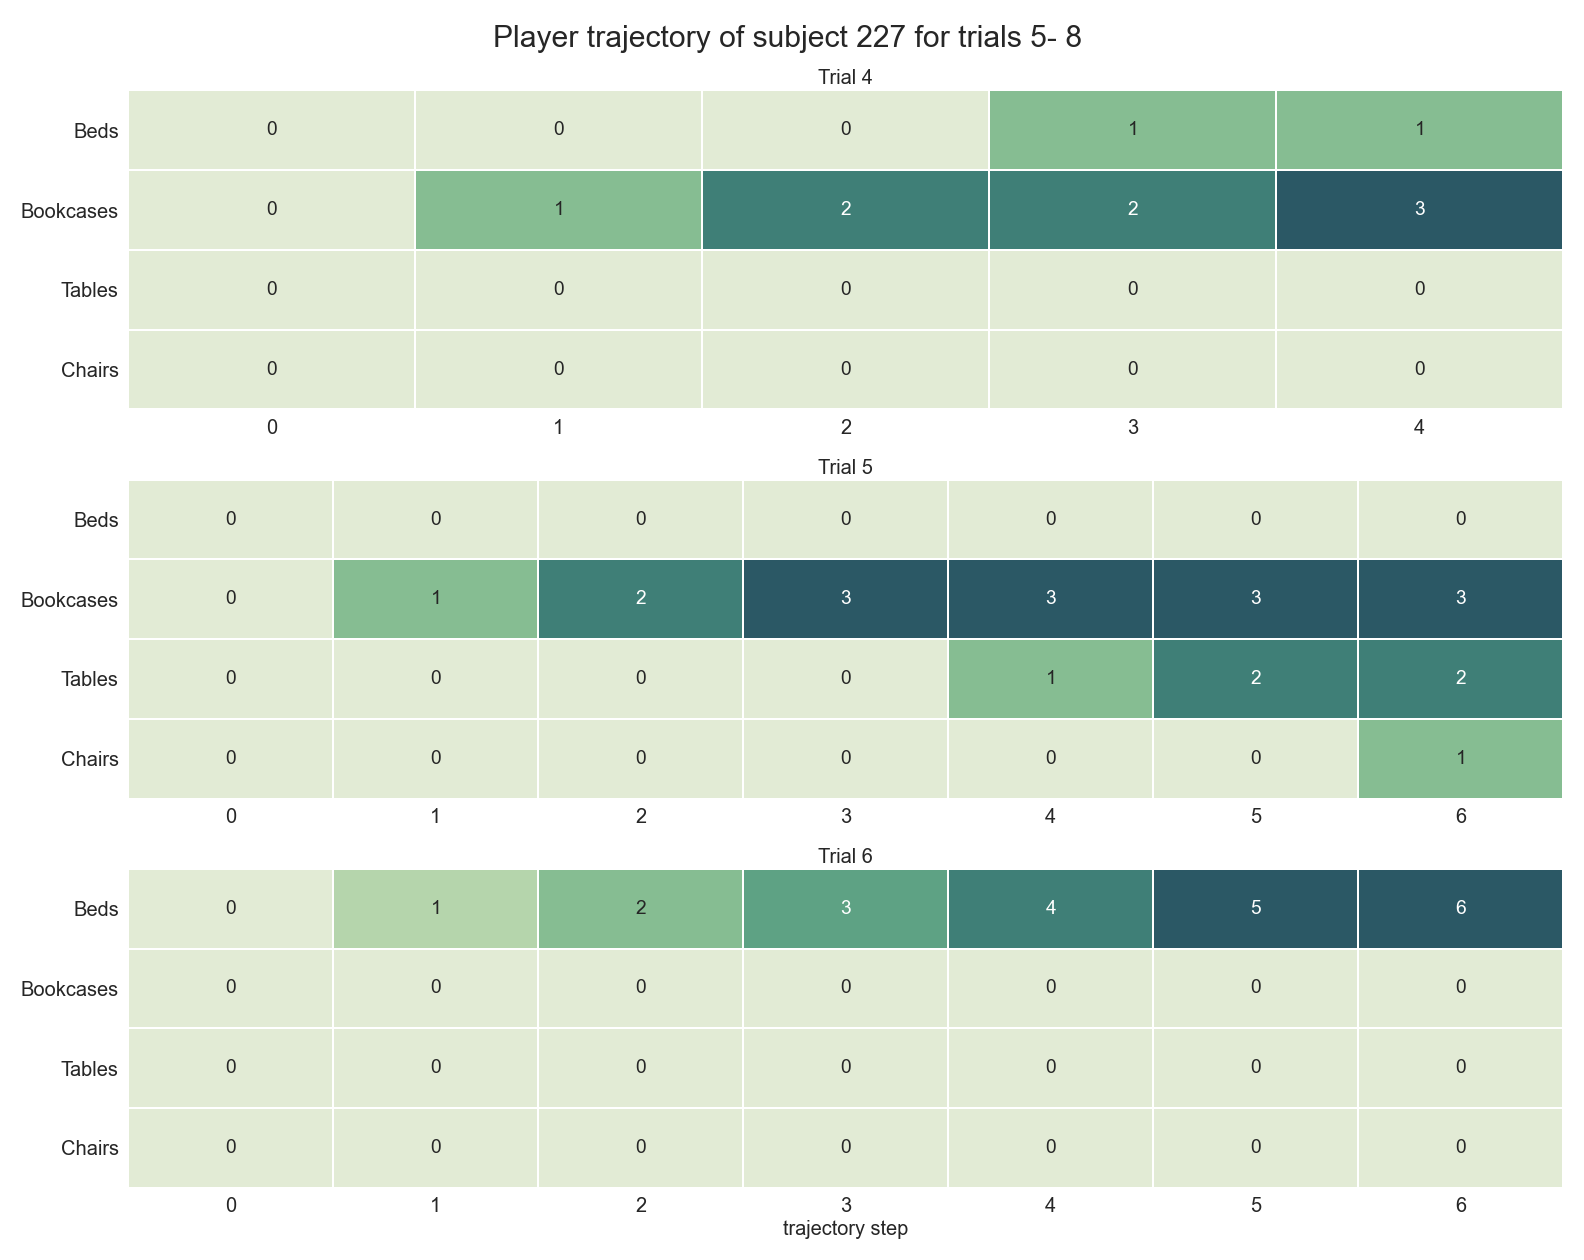 Player trajectory of subject 227 for trials 5- 8
Trial 4
Beds 0 0 0 1 1
Bookcases 0 1 2 2 3
Tables 0 0 0 0 0
Chairs 0 0 0 0 0
0 1 2 3 4
Trial 5
Beds 0 0 0 0 0 0 0
Bookcases 0 1 2 3 3 3 3
Tables 0 0 0 0 1 2 2
Chairs 0 0 0 0 0 0 1
0 1 2 3 4 5 6
Trial 6
Beds 0 1 2 3 4 5 6
Bookcases 0 0 0 0 0 0 0
Tables 0 0 0 0 0 0 0
Chairs 0 0 0 0 0 0 0
0 1 2 3 4 5 6
trajectory step